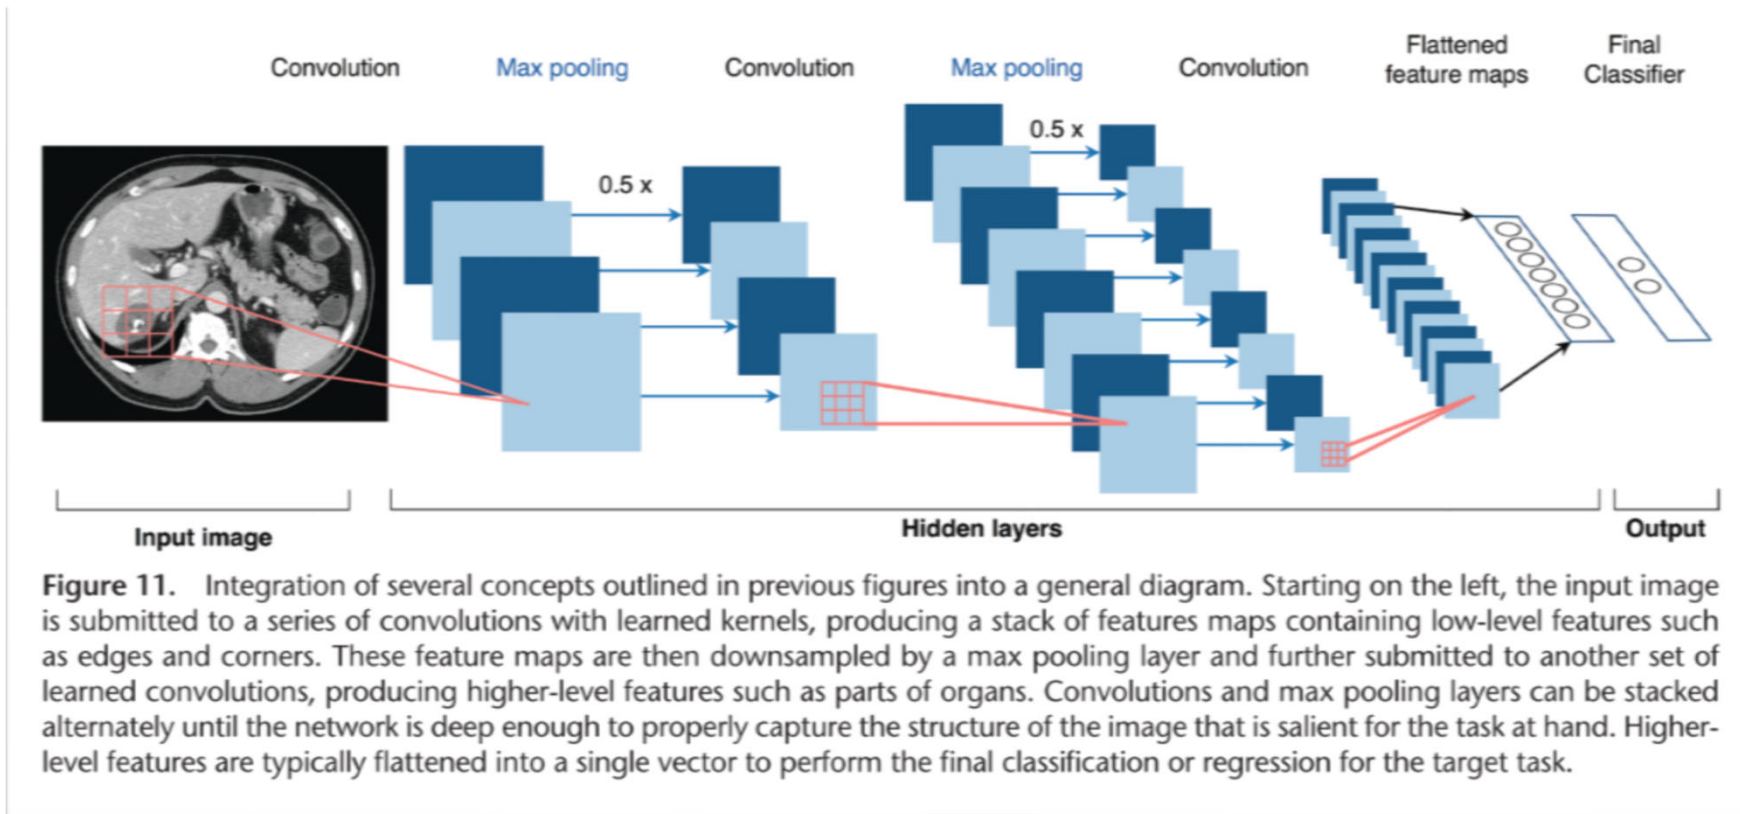 Convolution
Max pooling
Convolution
Max pooling
Convolution
Flattened
feature maps
Final
Classifier
0.5 x
0.5 x
Input image
Hidden layers
Output
Figure 11. Integration of several concepts outlined in previous figures into a general diagram. Starting on the left, the input image
is submitted to a series of convolutions with learned kernels, producing a stack of features maps containing low-level features such
as edges and corners. These feature maps are then downsampled by a max pooling layer and further submitted to another set of
learned convolutions, producing higher-level features such as parts of organs. Convolutions and max pooling layers can be stacked
alternately until the network is deep enough to properly capture the structure of the image that is salient for the task at hand. Higher-
level features are typically flattened into a single vector to perform the final classification or regression for the target task.